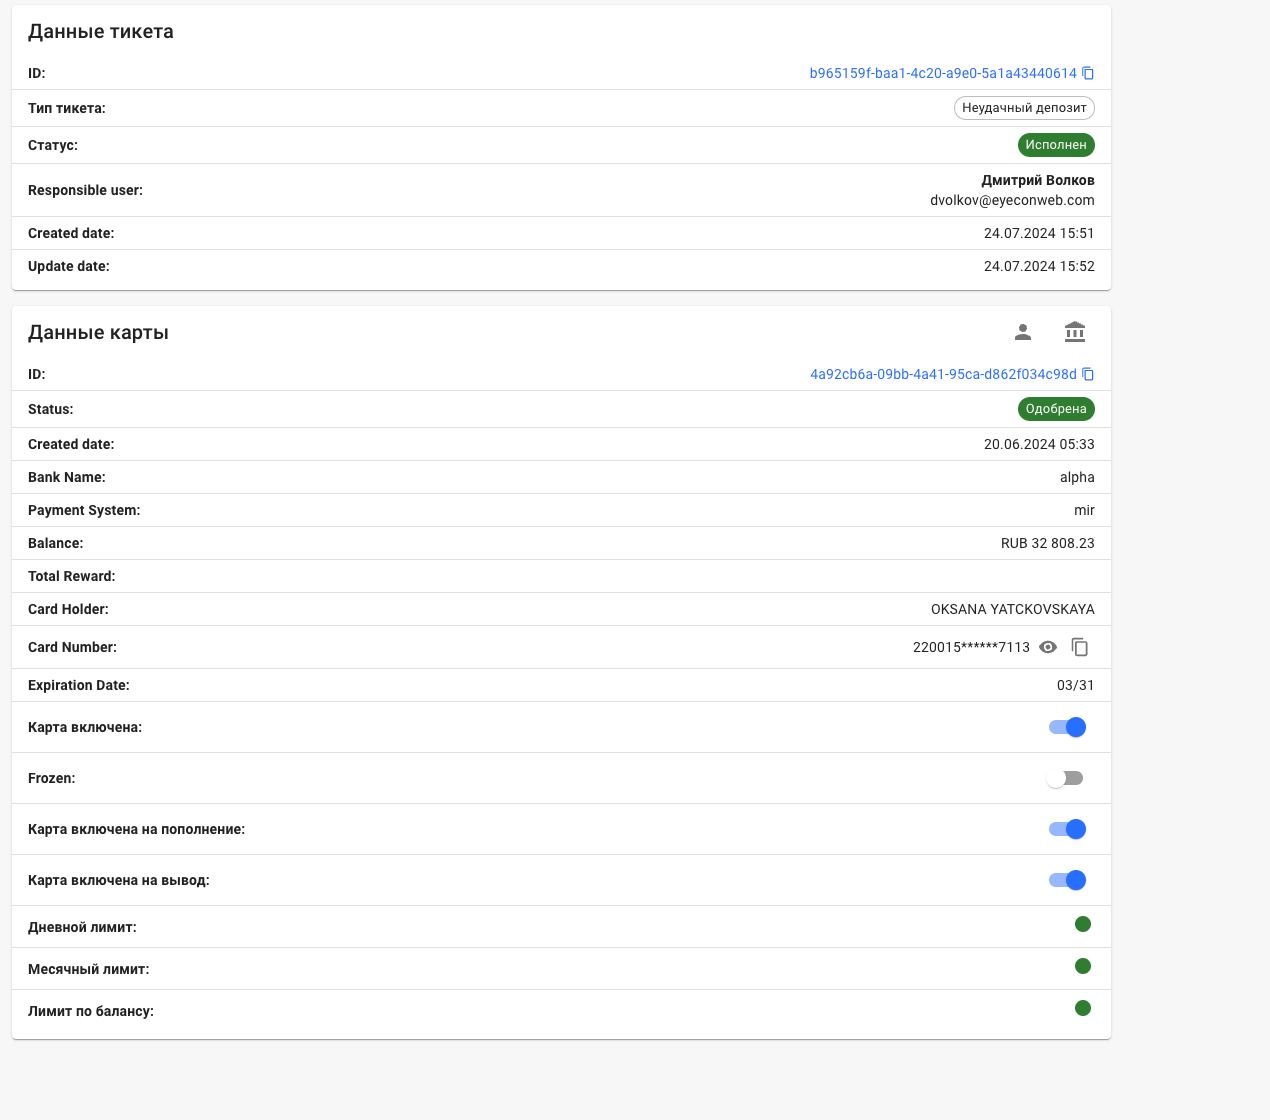 Данные тикета
ID: b965159f-baa1-4c20-a9e0-5a1a43440614
Тип тикета: Неудачный депозит
Статус: Исполнен
Responsible user: Дмитрий Волков
dvolkov@eyeconweb.com
Created date: 24.07.2024 15:51
Update date: 24.07.2024 15:52
Данные карты
ID: 4a92cb6a-09bb-4a41-95ca-d862f034c98d
Status: Одобрена
Created date: 20.06.2024 05:33
Bank Name: alpha
Payment System: mir
Balance: RUB 32 808.23
Total Reward:
Card Holder: OKSANA YATCKOVSKAYA
Card Number: 220015******7113
Expiration Date: 03/31
Карта включена:
Frozen:
Карта включена на пополнение:
Карта включена на вывод:
Дневной лимит:
Месячный лимит:
Лимит по балансу: